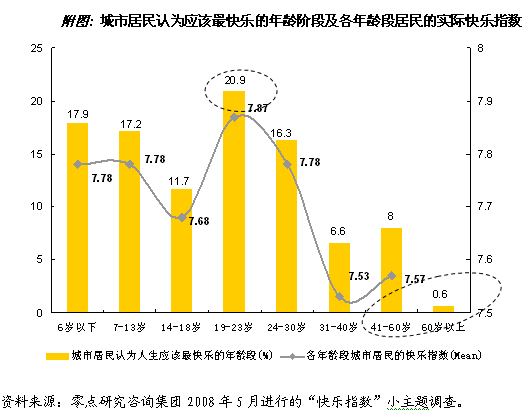 附图: 城市居民认为应该最快乐的年龄阶段及各年龄段居民的实际快乐指数
25
20
15
10
5
0
8
7.9
7.8
7.7
7.6
7.5
17.9
17.2
11.7
20.9
16.3
6.6
8
0.6
7.78
7.78
7.68
7.87
7.78
7.53
7.57
6岁以下
7-13岁
14-18岁
19-23岁
24-30岁
31-40岁
41-60岁
60岁以上
城市居民认为人生应该最快乐的年龄段(%)
各年龄段城市居民的快乐指数(Mean)
资料来源：零点研究咨询集团 2008 年 5 月进行的“快乐指数”小主题调查。